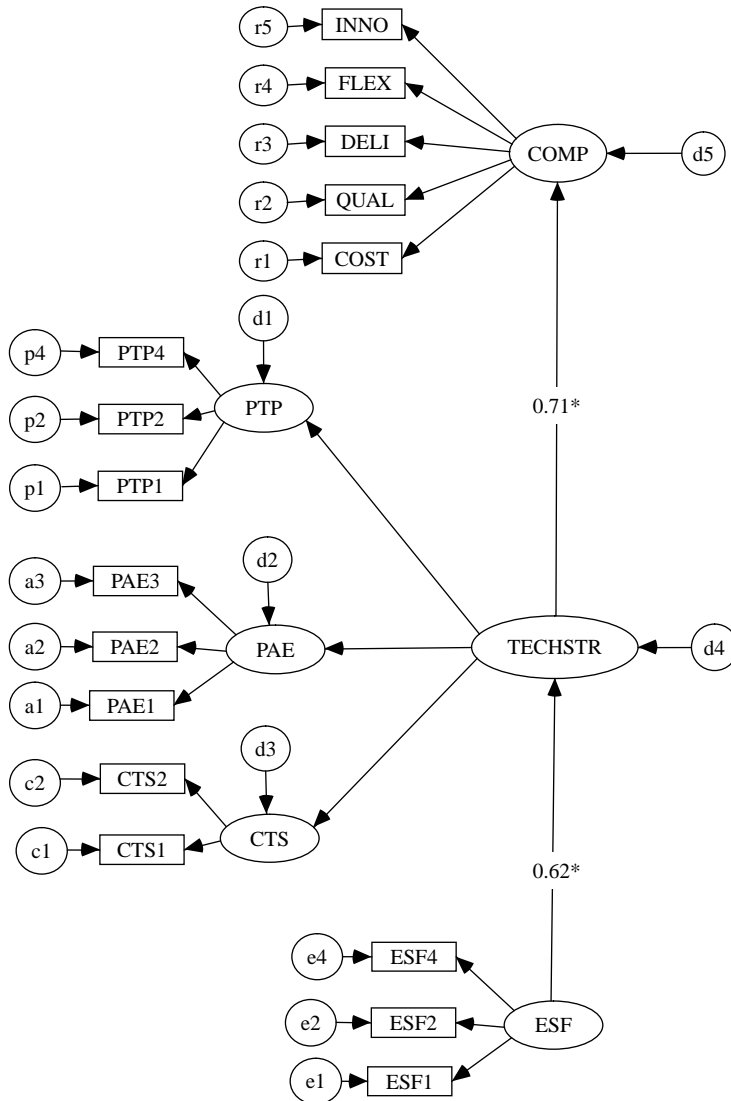 r5 INNO
r4 FLEX
r3 DELI COMP d5
r2 QUAL
r1 COST
d1
p4 PTP4
p2 PTP2 PTP 0.71*
p1 PTP1
a3 PAE3 d2
a2 PAE2 PAE TECHSTR d4
a1 PAE1
c2 CTS2 d3
c1 CTS1 CTS
0.62*
e4 ESF4
e2 ESF2 ESF
e1 ESF1